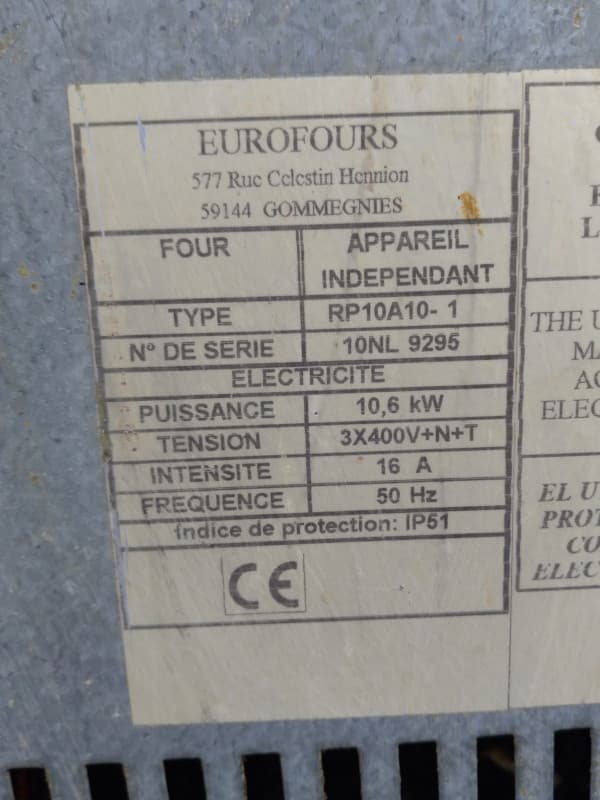 EUROFOURS
577 Rue Celestin Hennion
59144 GOMMEGNIES
FOUR APPAREIL INDEPENDANT
TYPE RP10A10- 1
N° DE SERIE 10NL 9295
ELECTRICITE
PUISSANCE 10,6 kW
TENSION 3X400V+N+T
INTENSITE 16 A
FREQUENCE 50 Hz
Indice de protection: IP51
CE
THE U
MA
AC
ELEC
EL U
PROT
CO
ELEC